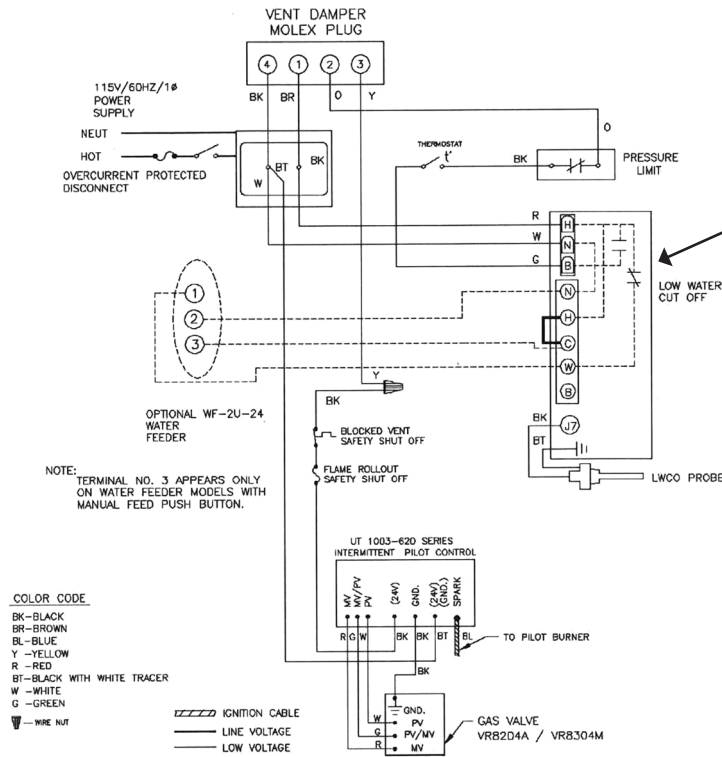 VENT DAMPER
MOLEX PLUG
4 1 2 3
BK BR O Y
115V/60HZ/1ø
POWER
SUPPLY
NEUT
HOT
OVERCURRENT PROTECTED
DISCONNECT
BT BK
W
THERMOSTAT
t°
BK
O
PRESSURE
LIMIT
R H
W N
G B
LOW WATER
CUT OFF
N
H
C
W
B
1
2
3
Y
BK
OPTIONAL WF-2U-24
WATER
FEEDER
BLOCKED VENT
SAFETY SHUT OFF
FLAME ROLLOUT
SAFETY SHUT OFF
BK J7
BT
LWCO PROBE
NOTE:
TERMINAL NO. 3 APPEARS ONLY
ON WATER FEEDER MODELS WITH
MANUAL FEED PUSH BUTTON.
UT 1003-620 SERIES
INTERMITTENT PILOT CONTROL
MV MV/PV PV (24V) GND. (24V) (GND.) SPARK
R G W BK BK BT BL
TO PILOT BURNER
BK
COLOR CODE
BK-BLACK
BR-BROWN
BL-BLUE
Y -YELLOW
R -RED
BT-BLACK WITH WHITE TRACER
W -WHITE
G -GREEN
- WIRE NUT
IGNITION CABLE
LINE VOLTAGE
LOW VOLTAGE
GND.
W PV
G PV/MV
R MV
GAS VALVE
VR8204A / VR8304M